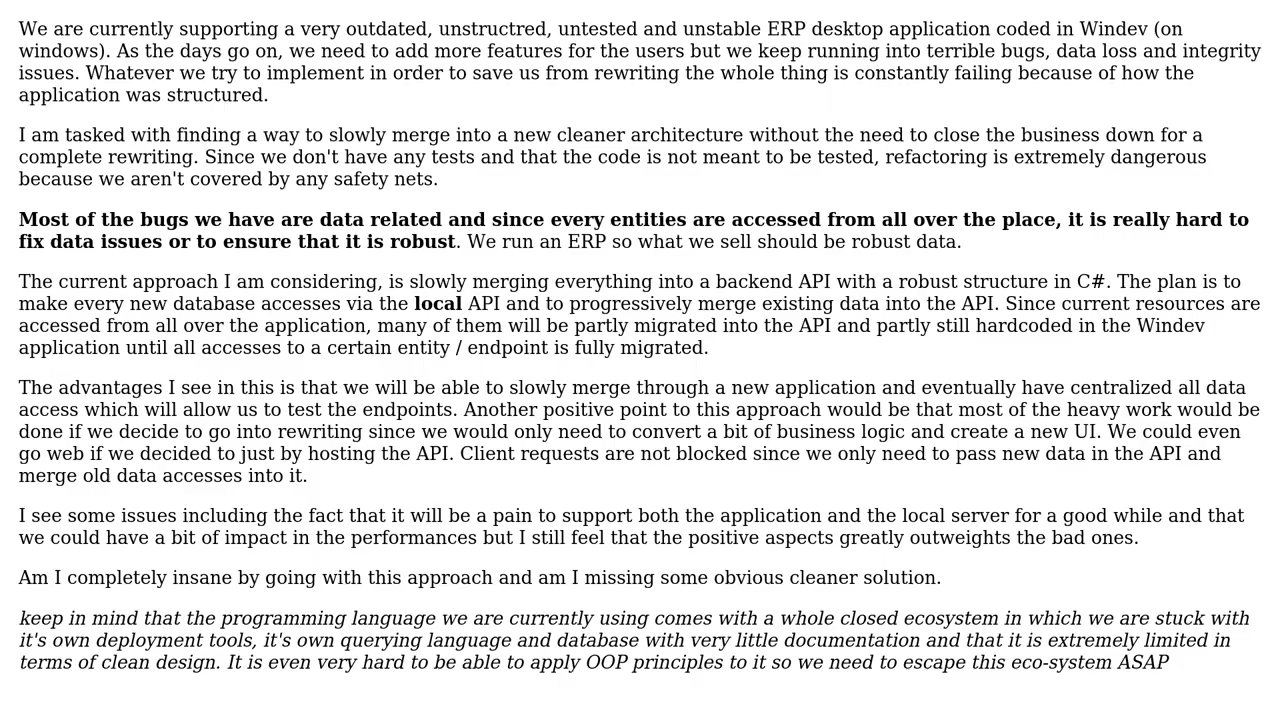 We are currently supporting a very outdated, unstructred, untested and unstable ERP desktop application coded in Windev (on
windows). As the days go on, we need to add more features for the users but we keep running into terrible bugs, data loss and integrity
issues. Whatever we try to implement in order to save us from rewriting the whole thing is constantly failing because of how the
application was structured.
I am tasked with finding a way to slowly merge into a new cleaner architecture without the need to close the business down for a
complete rewriting. Since we don't have any tests and that the code is not meant to be tested, refactoring is extremely dangerous
because we aren't covered by any safety nets.
Most of the bugs we have are data related and since every entities are accessed from all over the place, it is really hard to
fix data issues or to ensure that it is robust. We run an ERP so what we sell should be robust data.
The current approach I am considering, is slowly merging everything into a backend API with a robust structure in C#. The plan is to
make every new database accesses via the local API and to progressively merge existing data into the API. Since current resources are
accessed from all over the application, many of them will be partly migrated into the API and partly still hardcoded in the Windev
application until all accesses to a certain entity / endpoint is fully migrated.
The advantages I see in this is that we will be able to slowly merge through a new application and eventually have centralized all data
access which will allow us to test the endpoints. Another positive point to this approach would be that most of the heavy work would be
done if we decide to go into rewriting since we would only need to convert a bit of business logic and create a new UI. We could even
go web if we decided to just by hosting the API. Client requests are not blocked since we only need to pass new data in the API and
merge old data accesses into it.
I see some issues including the fact that it will be a pain to support both the application and the local server for a good while and that
we could have a bit of impact in the performances but I still feel that the positive aspects greatly outweights the bad ones.
Am I completely insane by going with this approach and am I missing some obvious cleaner solution.
keep in mind that the programming language we are currently using comes with a whole closed ecosystem in which we are stuck with
it's own deployment tools, it's own querying language and database with very little documentation and that it is extremely limited in
terms of clean design. It is even very hard to be able to apply OOP principles to it so we need to escape this eco-system ASAP